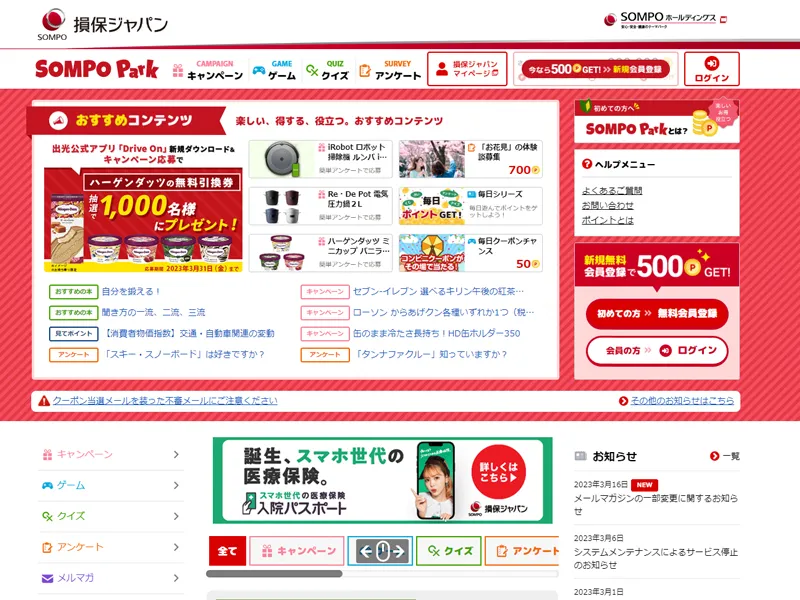 SOMPO
損保ジャパン
SOMPO ホールディングス
安心・安全・健康のテーマパーク
SOMPO Park
CAMPAIGN
キャンペーン
GAME
ゲーム
QUIZ
クイズ
SURVEY
アンケート
損保ジャパン
マイページ
今なら500P GET! >> 新規会員登録
ログイン
おすすめコンテンツ
楽しい、得する、役立つ。おすすめコンテンツ
出光公式アプリ「Drive On」新規ダウンロード&
キャンペーン応募で
ハーゲンダッツの無料引換券
抽選で
1,000名様
にプレゼント!
応募期間 2023年3月31日(金)まで
iRobot ロボット
掃除機 ルンバ i…
簡単アンケートで応募
「お花見」の体験
談募集
700P
Re・De Pot 電気
圧力鍋 2 L
簡単アンケートで応募
毎日
ポイントGET!
毎日シリーズ
毎日遊んでポイントをゲ
ットしよう!
ハーゲンダッツ ミ
ニカップ バニラ…
簡単アンケートで応募
コンビニクーポンが
その場で当たる!
毎日クーポンチャ
ンス
50P
おすすめの本
自分を鍛える!
おすすめの本
聞き方の一流、二流、三流
見てポイント
【消費者物価指数】交通・自動車関連の変動
アンケート
「スキー・スノーボード」は好きですか?
キャンペーン
セブン‐イレブン 選べるキリン午後の紅茶…
キャンペーン
ローソン からあげクン各種いずれか1つ(税…
キャンペーン
缶のまま冷たさ長持ち!HD缶ホルダー350
アンケート
「タンナファクルー」知っていますか?
初めての方へ
SOMPO Parkとは?
楽しい
お得
役立つ
ヘルプメニュー
よくあるご質問
お問い合わせ
ポイントとは
新規無料
会員登録で500P GET!
初めての方 >> 無料会員登録
会員の方 >> ログイン
クーポン当選メールを装った不審メールにご注意ください
その他のお知らせはこちら
キャンペーン
ゲーム
クイズ
アンケート
メルマガ
誕生、スマホ世代の
医療保険。
スマホ世代の医療保険
入院パスポート
詳しくは
こちら▶
SOMPO
損保ジャパン
全て
キャンペーン
クイズ
アンケート
お知らせ
一覧
2023年3月16日 NEW
メールマガジンの一部変更に関するお知ら
せ
2023年3月6日
システムメンテナンスによるサービス停止
のお知らせ
2023年3月1日